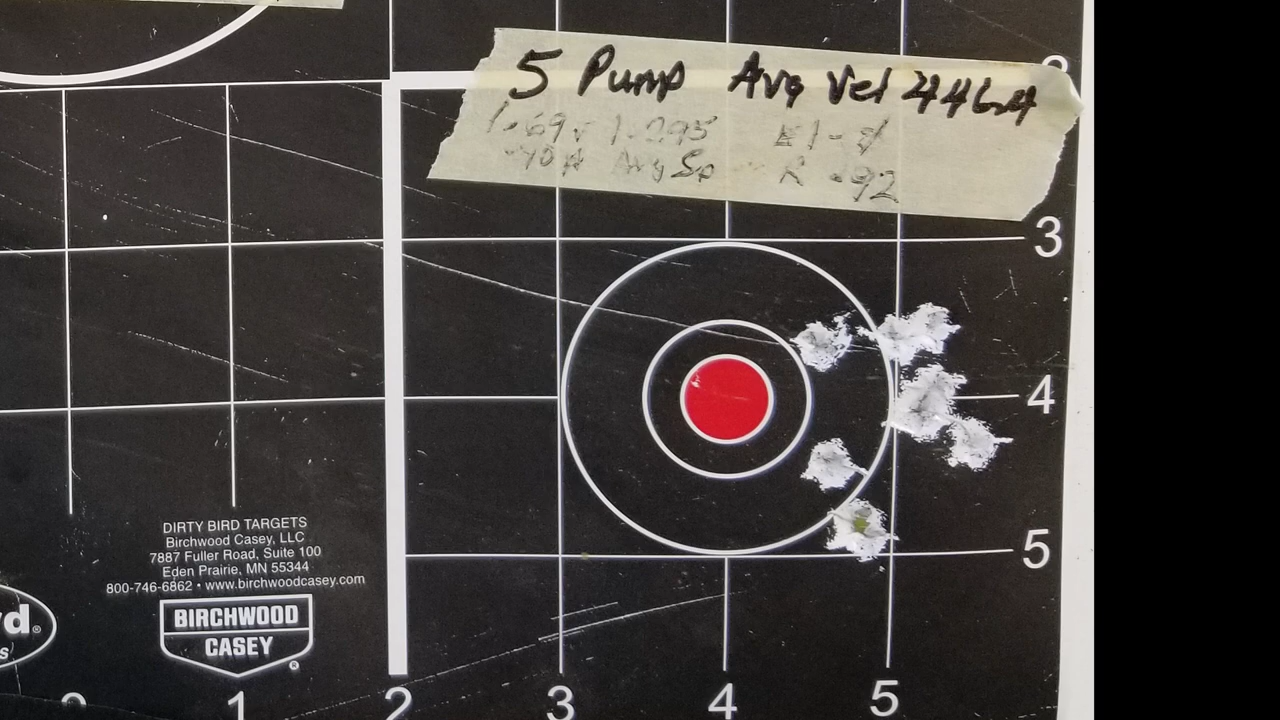 5 Pump Avg Vel 446.4
1.69 1.095
Avg R .92
3
4
5
DIRTY BIRD TARGETS
Birchwood Casey, LLC
7887 Fuller Road, Suite 100
Eden Prairie, MN 55344
800-746-6862 • www.birchwoodcasey.com
BIRCHWOOD
CASEY®
1 2 3 4 5